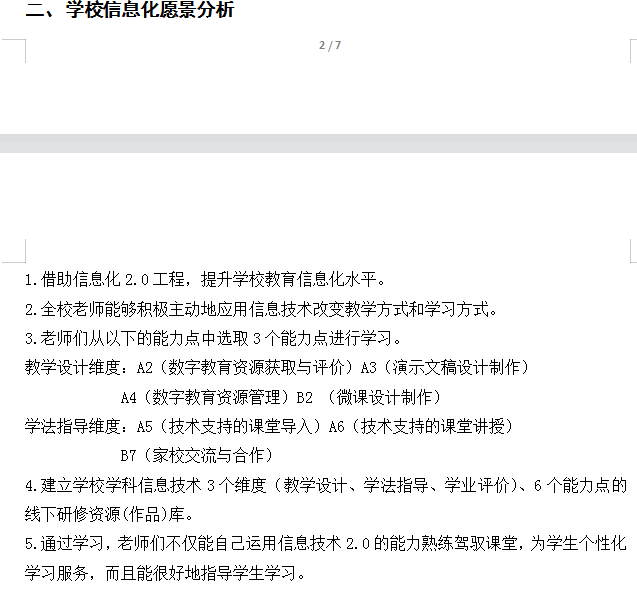 二、学校信息化愿景分析
2 / 7
1.借助信息化 2.0 工程，提升学校教育信息化水平。
2.全校老师能够积极主动地应用信息技术改变教学方式和学习方式。
3.老师们从以下的能力点中选取 3 个能力点进行学习。
教学设计维度：A2（数字教育资源获取与评价）A3（演示文稿设计制作）
A4（数字教育资源管理）B2 （微课设计制作）
学法指导维度：A5（技术支持的课堂导入）A6（技术支持的课堂讲授）
B7（家校交流与合作）
4.建立学校学科信息技术 3 个维度（教学设计、学法指导、学业评价）、6 个能力点的
线下研修资源(作品)库。
5.通过学习，老师们不仅能自己运用信息技术 2.0 的能力熟练驾驭课堂，为学生个性化
学习服务，而且能很好地指导学生学习。